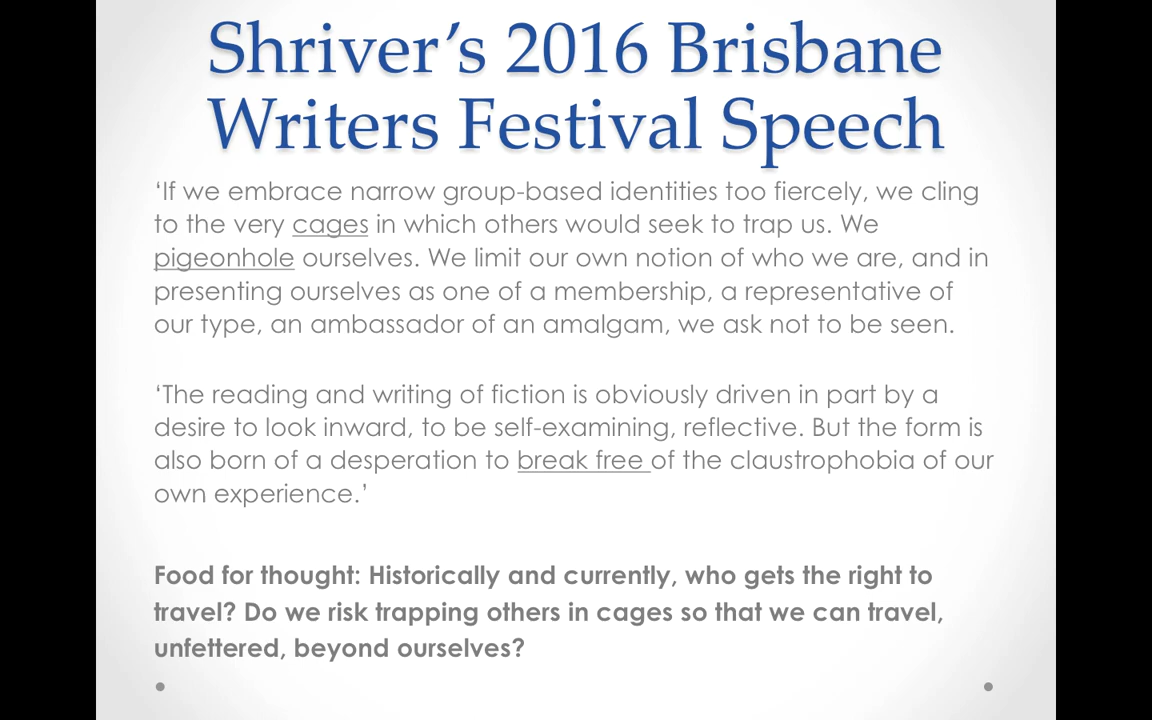 Shriver’s 2016 Brisbane
Writers Festival Speech
‘If we embrace narrow group-based identities too fiercely, we cling
to the very cages in which others would seek to trap us. We
pigeonhole ourselves. We limit our own notion of who we are, and in
presenting ourselves as one of a membership, a representative of
our type, an ambassador of an amalgam, we ask not to be seen.
‘The reading and writing of fiction is obviously driven in part by a
desire to look inward, to be self-examining, reflective. But the form is
also born of a desperation to break free of the claustrophobia of our
own experience.’
Food for thought: Historically and currently, who gets the right to
travel? Do we risk trapping others in cages so that we can travel,
unfettered, beyond ourselves?